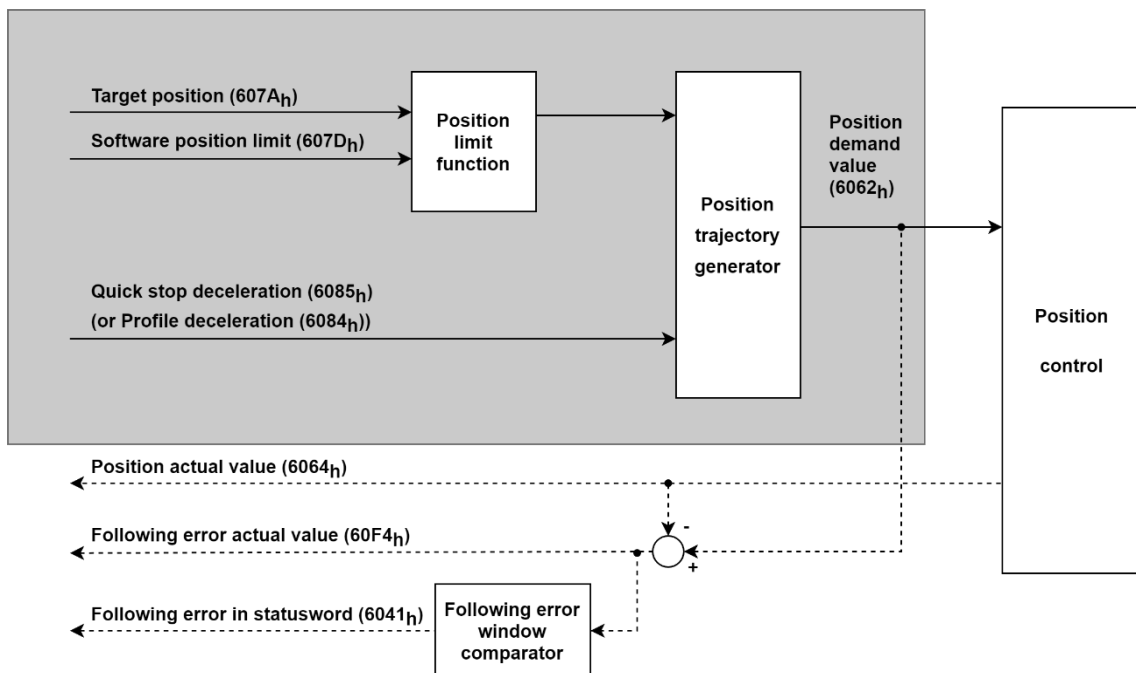 Target position (607Ah)
Software position limit (607Dh)
Position
limit
function
Position
demand
value
(6062h)
Position
trajectory
generator
Quick stop deceleration (6085h)
(or Profile deceleration (6084h))
Position
control
Position actual value (6064h)
-
Following error actual value (60F4h)
+
Following error in statusword (6041h)
Following error
window
comparator